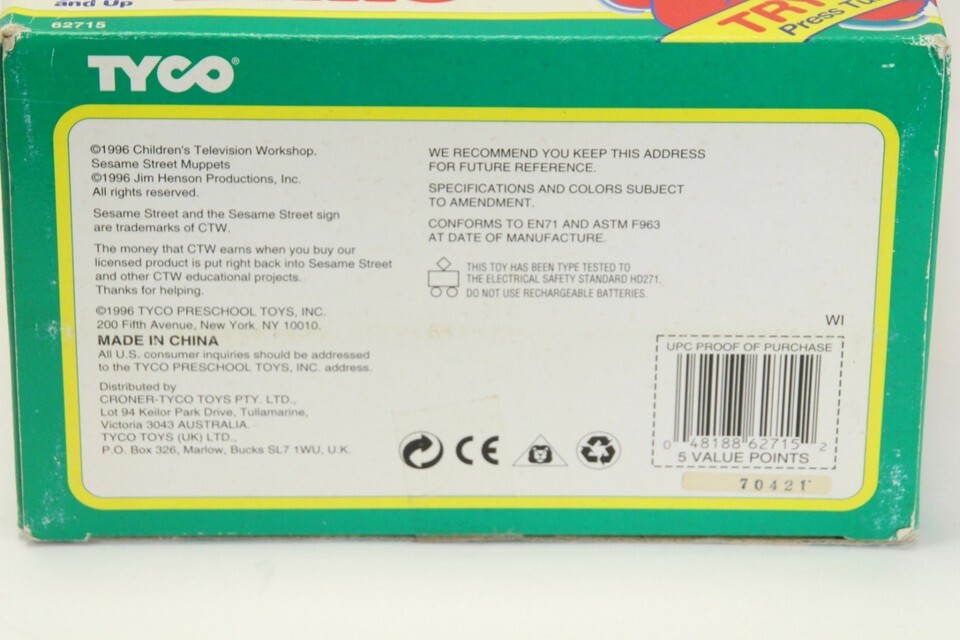 and Up
62715
TRY
Press Tu
TYCO®
©1996 Children's Television Workshop.
Sesame Street Muppets
©1996 Jim Henson Productions, Inc.
All rights reserved.
Sesame Street and the Sesame Street sign
are trademarks of CTW.
The money that CTW earns when you buy our
licensed product is put right back into Sesame Street
and other CTW educational projects.
Thanks for helping.
©1996 TYCO PRESCHOOL TOYS, INC.
200 Fifth Avenue, New York, NY 10010.
MADE IN CHINA
All U.S. consumer inquiries should be addressed
to the TYCO PRESCHOOL TOYS, INC. address.
Distributed by
CRONER-TYCO TOYS PTY. LTD.,
Lot 94 Keilor Park Drive, Tullamarine,
Victoria 3043 AUSTRALIA.
TYCO TOYS (UK) LTD.,
P.O. Box 326, Marlow, Bucks SL7 1WU, U.K.
WE RECOMMEND YOU KEEP THIS ADDRESS
FOR FUTURE REFERENCE.
SPECIFICATIONS AND COLORS SUBJECT
TO AMENDMENT.
CONFORMS TO EN71 AND ASTM F963
AT DATE OF MANUFACTURE.
THIS TOY HAS BEEN TYPE TESTED TO
THE ELECTRICAL SAFETY STANDARD HD271.
DO NOT USE RECHARGEABLE BATTERIES.
CE
WI
UPC PROOF OF PURCHASE
0 48188 62715 2
5 VALUE POINTS
70421